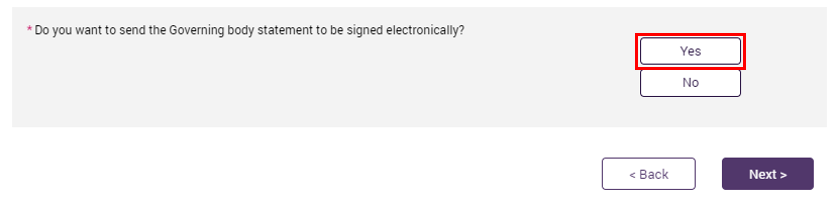 * Do you want to send the Governing body statement to be signed electronically?
Yes
No
< Back
Next >